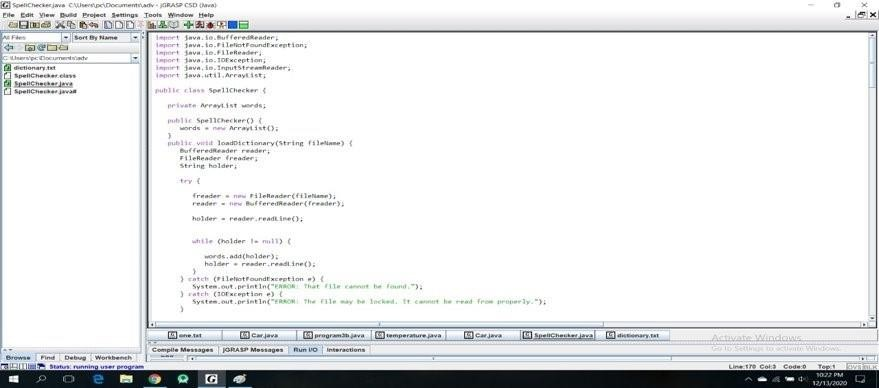 SpellChecker.java C:\Users\pc\Documents\adv - jGRASP CSD (Java)
File Edit View Build Project Settings Tools Window Help
All Files Sort By Name
C:\Users\pc\Documents\adv
dictionary.txt
SpellChecker.class
SpellChecker.java
SpellChecker.java#
import java.io.BufferedReader;
import java.io.FileNotFoundException;
import java.io.FileReader;
import java.io.IOException;
import java.io.InputStreamReader;
import java.util.ArrayList;
public class SpellChecker {
private ArrayList words;
public SpellChecker() {
words = new ArrayList();
}
public void loadDictionary(String fileName) {
BufferedReader reader;
FileReader freader;
String holder;
try {
freader = new FileReader(fileName);
reader = new BufferedReader(freader);
holder = reader.readLine();
while (holder != null) {
words.add(holder);
holder = reader.readLine();
}
} catch (FileNotFoundException e) {
System.out.println("ERROR: That file cannot be found.");
} catch (IOException e) {
System.out.println("ERROR: The file may be locked. It cannot be read from properly.");
}
one.txt Car.java program3b.java temperature.java Car.java SpellChecker.java dictionary.txt
Activate Windows
Go to Settings to activate Windows.
Compile Messages jGRASP Messages Run I/O Interactions
Browse Find Debug Workbench
Status: running user program
Line:170 Col:3 Code:0 Top:1 OVS BLK
10:22 PM
12/13/2020